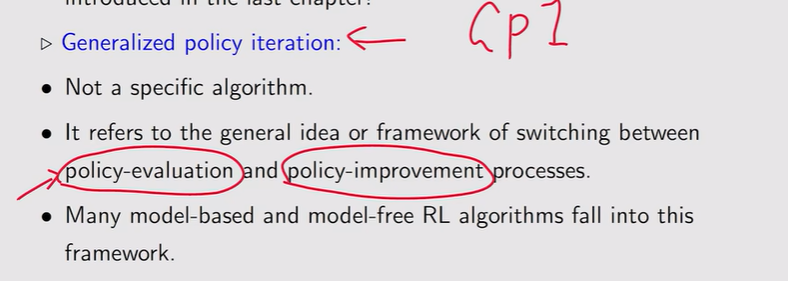 introduced in the last chapter?
▷ Generalized policy iteration: GPI
• Not a specific algorithm.
• It refers to the general idea or framework of switching between
policy-evaluation and policy-improvement processes.
• Many model-based and model-free RL algorithms fall into this
framework.